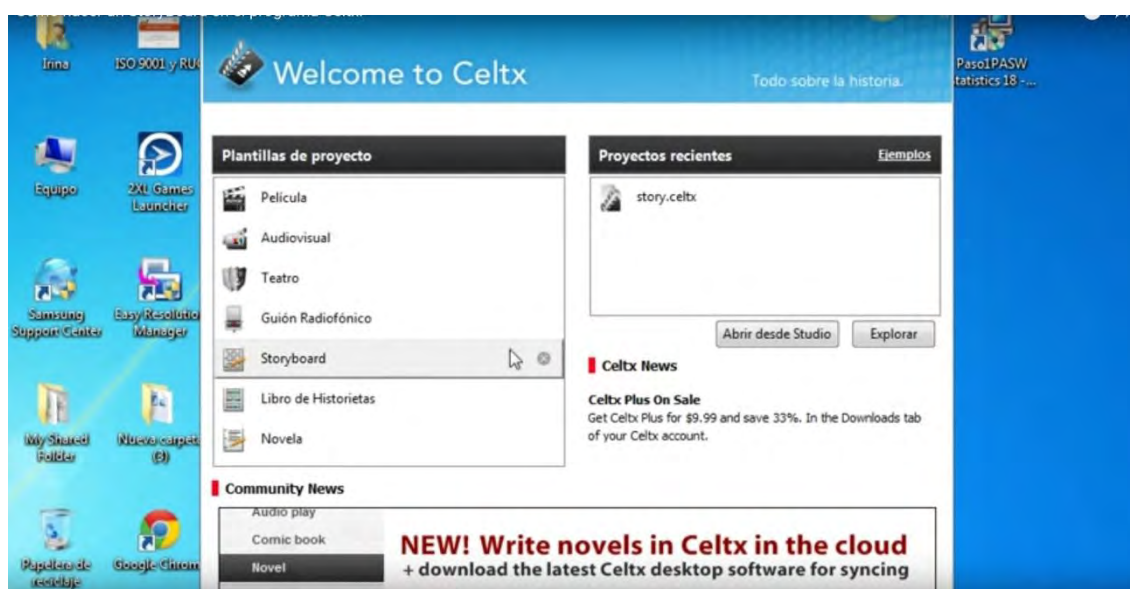 Irina
ISO 9001 y RU
Welcome to Celtx
Todo sobre la historia.
Paso1PASW
tatistics 18 -...
Equipo
2XL Games
Launcher
Samsung
Support Center
Easy Resolutio
Manager
My Shared
Folder
Nueva carpet
(3)
Papelera de
reciclaje
Google Chrom
Plantillas de proyecto
Película
Audiovisual
Teatro
Guión Radiofónico
Storyboard
Libro de Historietas
Novela
Proyectos recientes
Ejemplos
story.celtx
Abrir desde Studio
Explorar
Celtx News
Celtx Plus On Sale
Get Celtx Plus for $9.99 and save 33%. In the Downloads tab
of your Celtx account.
Community News
Audio play
Comic book
Novel
NEW! Write novels in Celtx in the cloud
+ download the latest Celtx desktop software for syncing